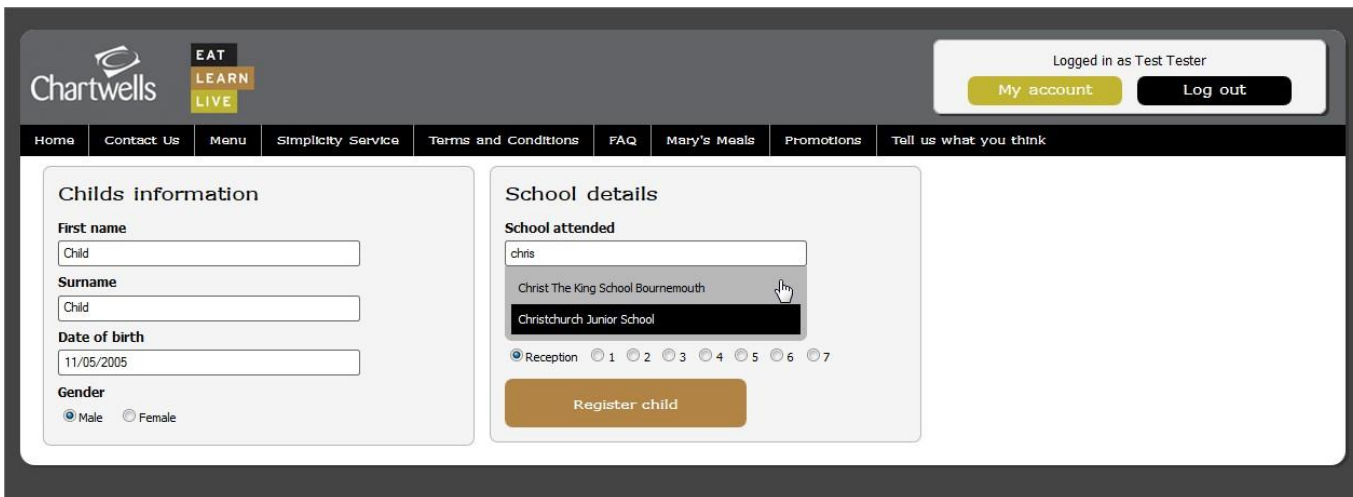 Chartwells
EAT
LEARN
LIVE
Logged in as Test Tester
My account Log out
Home Contact Us Menu Simplicity Service Terms and Conditions FAQ Mary's Meals Promotions Tell us what you think
Childs information
First name
Child
Surname
Child
Date of birth
11/05/2005
Gender
Male Female
School details
School attended
chris
Christ The King School Bournemouth
Christchurch Junior School
Reception 1 2 3 4 5 6 7
Register child